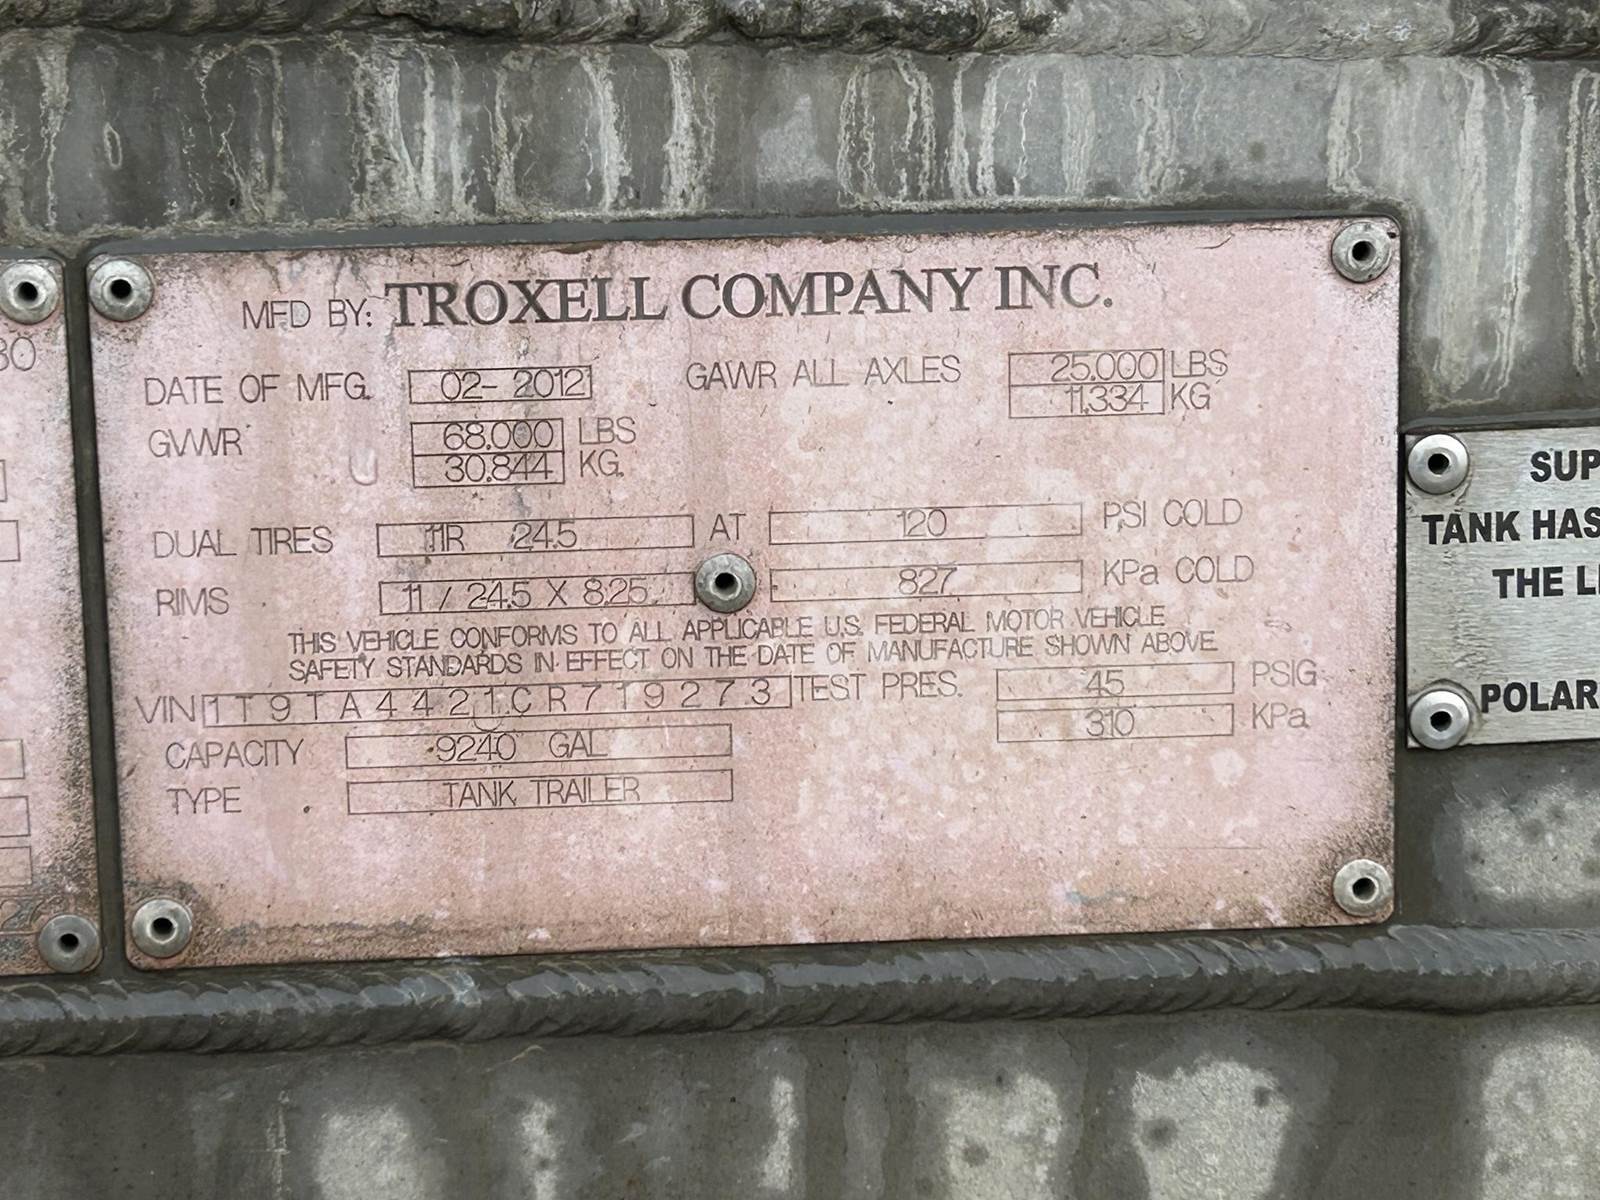 MFD BY: TROXELL COMPANY INC.
DATE OF MFG. 02- 2012 GAWR ALL AXLES 25.000 LBS
11,334 KG
GVWR 68.000 LBS
30.844 KG.
DUAL TIRES 11R 24.5 AT 120 PSI COLD
RIMS 11 / 24.5 X 8.25 827 KPa COLD
THIS VEHICLE CONFORMS TO ALL APPLICABLE U.S. FEDERAL MOTOR VEHICLE
SAFETY STANDARDS IN EFFECT ON THE DATE OF MANUFACTURE SHOWN ABOVE
VIN 1T9TA4421CR719273 TEST PRES. 45 PSIG
310 KPa
CAPACITY 9240 GAL
TYPE TANK TRAILER
SUP
TANK HAS
THE L
POLAR